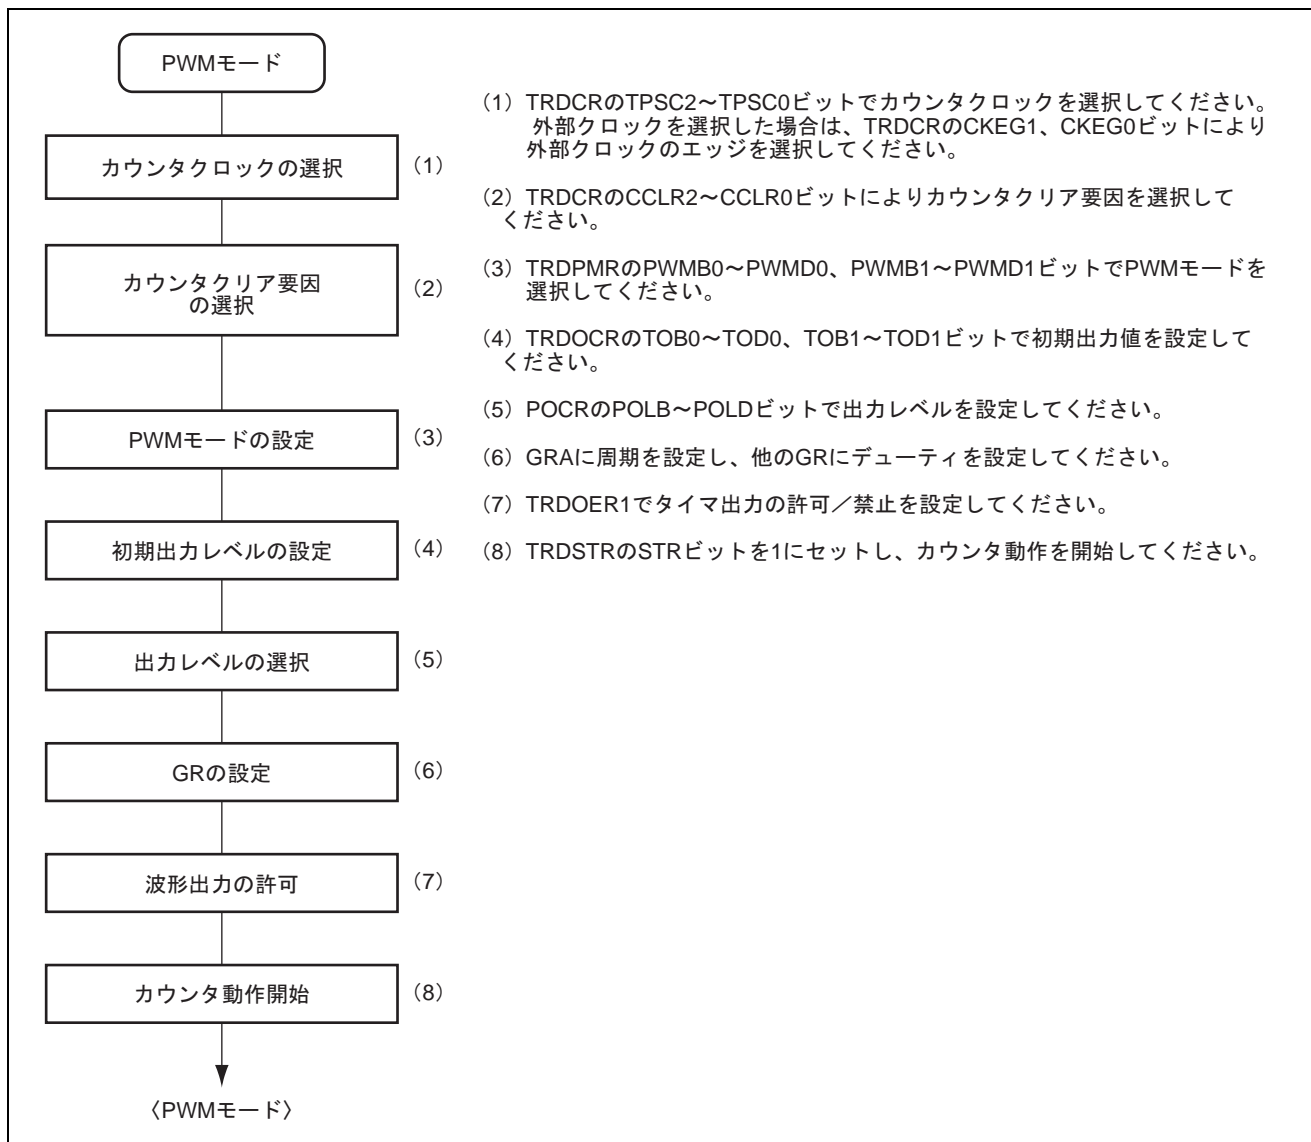 PWMモード
カウンタクロックの選択
(1)
カウンタクリア要因
の選択
(2)
PWMモードの設定
(3)
初期出力レベルの設定
(4)
出力レベルの選択
(5)
GRの設定
(6)
波形出力の許可
(7)
カウンタ動作開始
(8)
〈PWMモード〉
(1) TRDCRのTPSC2～TPSC0ビットでカウンタクロックを選択してください。
外部クロックを選択した場合は、TRDCRのCKEG1、CKEG0ビットにより
外部クロックのエッジを選択してください。
(2) TRDCRのCCLR2～CCLR0ビットによりカウンタクリア要因を選択して
ください。
(3) TRDPMRのPWMB0～PWMD0、PWMB1～PWMD1ビットでPWMモードを
選択してください。
(4) TRDOCRのTOB0～TOD0、TOB1～TOD1ビットで初期出力値を設定して
ください。
(5) POCRのPOLB～POLDビットで出力レベルを設定してください。
(6) GRAに周期を設定し、他のGRにデューティを設定してください。
(7) TRDOER1でタイマ出力の許可／禁止を設定してください。
(8) TRDSTRのSTRビットを1にセットし、カウンタ動作を開始してください。